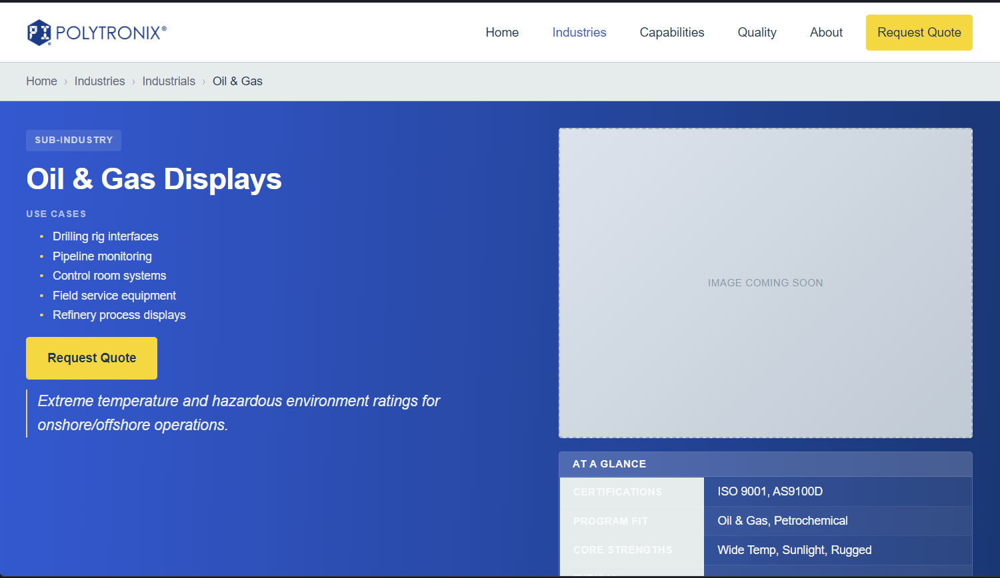 PI POLYTRONIX®
Home
Industries
Capabilities
Quality
About
Request Quote
Home › Industries › Industrials › Oil & Gas
SUB-INDUSTRY
Oil & Gas Displays
USE CASES
• Drilling rig interfaces
• Pipeline monitoring
• Control room systems
• Field service equipment
• Refinery process displays
Request Quote
Extreme temperature and hazardous environment ratings for
onshore/offshore operations.
IMAGE COMING SOON
AT A GLANCE
CERTIFICATIONS ISO 9001, AS9100D
PROGRAM FIT Oil & Gas, Petrochemical
CORE STRENGTHS Wide Temp, Sunlight, Rugged